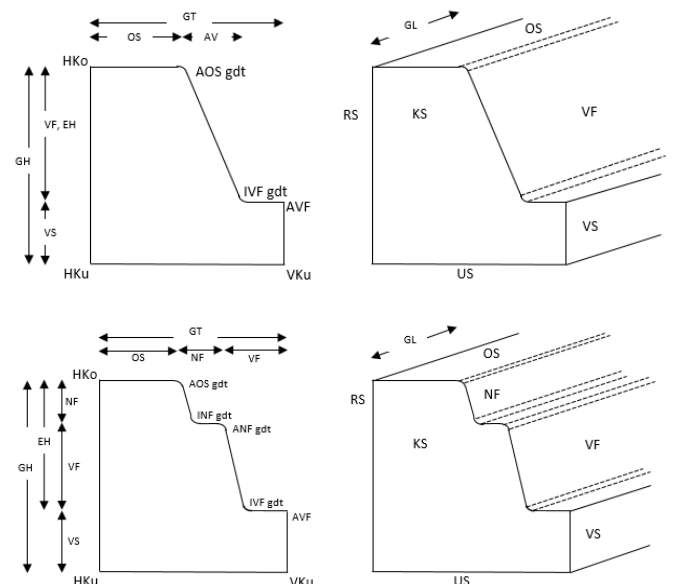 GT
OS AV
HKo
AOS gdt
VF, EH
GH
IVF gdt
AVF
VS
HKu
VKu
GL
OS
RS
KS
VF
VS
US
GT
OS NF VF
HKo
AOS gdt
NF
INF gdt
ANF gdt
EH
GH
VF
IVF gdt
AVF
VS
HKu
VKu
GL
OS
RS
NF
KS
VF
VS
US